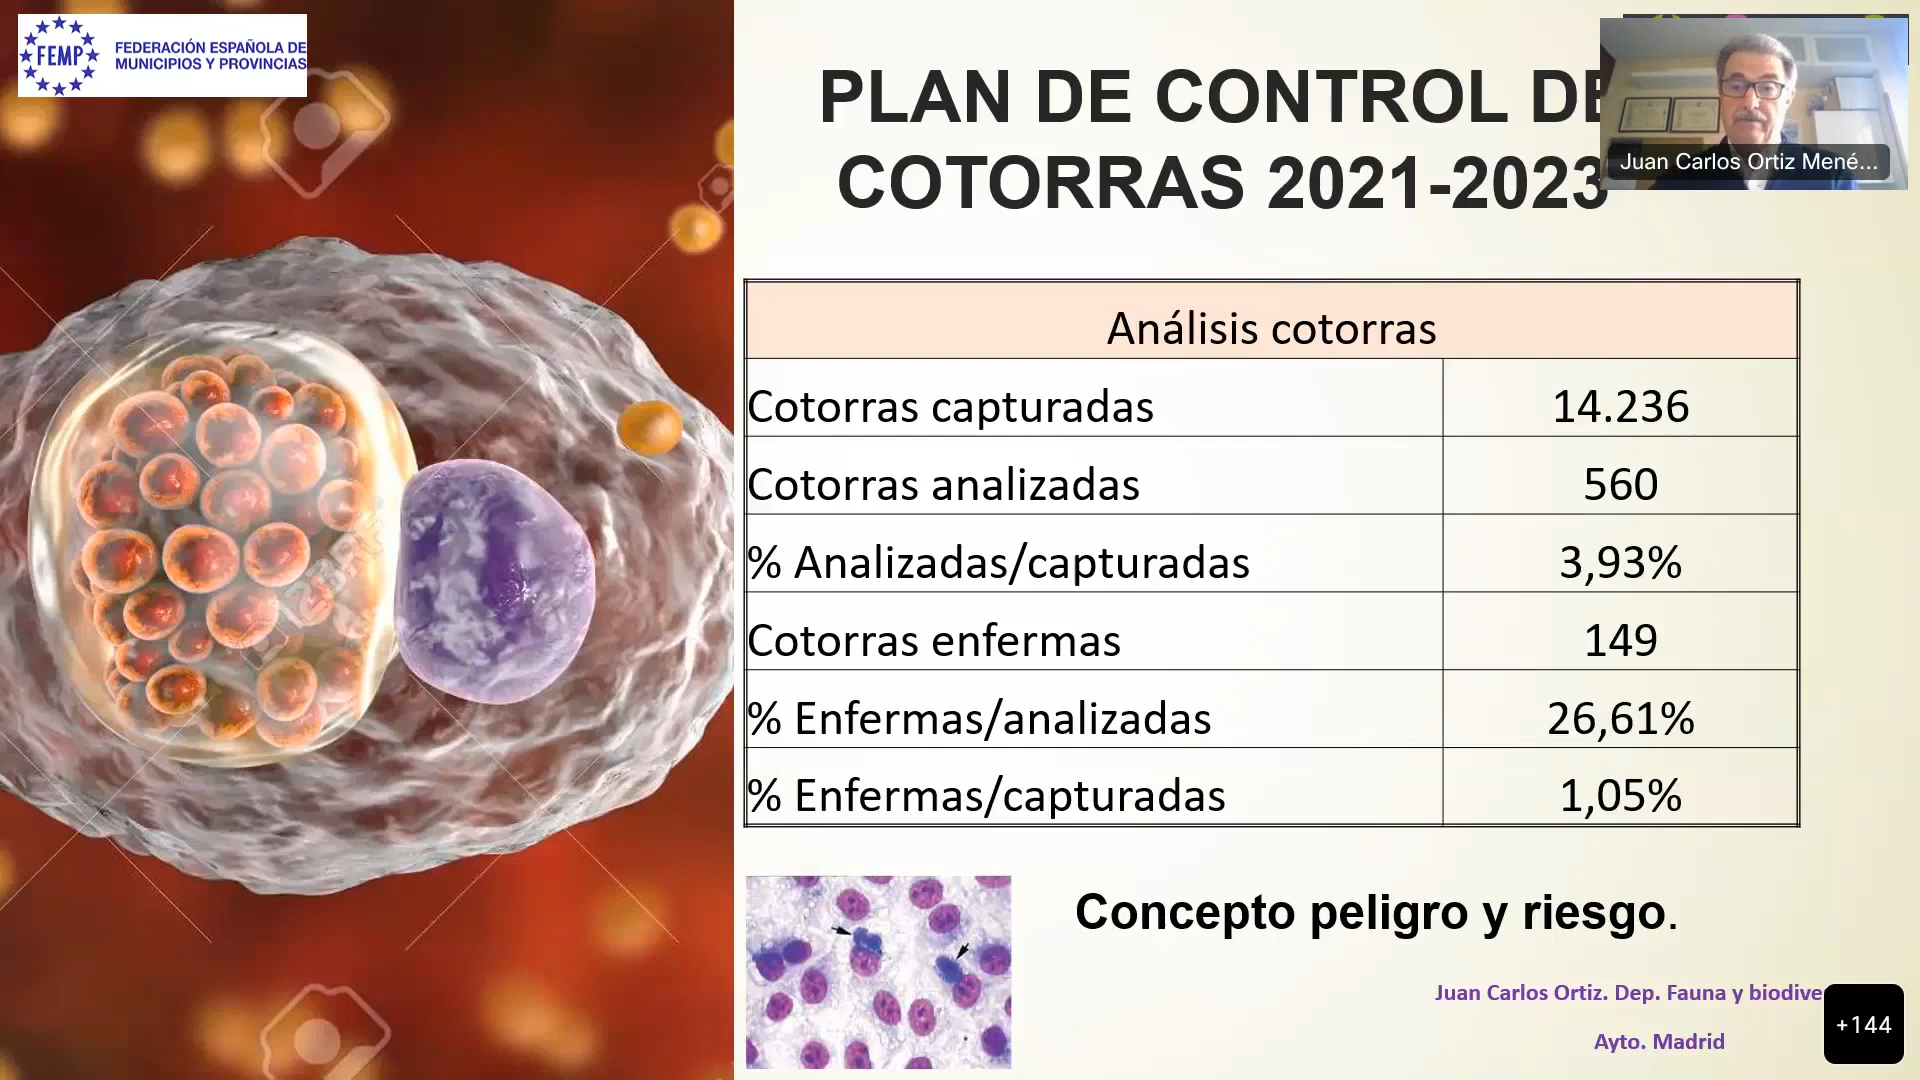 FEMP
FEDERACIÓN ESPAÑOLA DE
MUNICIPIOS Y PROVINCIAS
PLAN DE CONTROL DE
COTORRAS 2021-2023
Juan Carlos Ortiz Mené...
Análisis cotorras
Cotorras capturadas 14.236
Cotorras analizadas 560
% Analizadas/capturadas 3,93%
Cotorras enfermas 149
% Enfermas/analizadas 26,61%
% Enfermas/capturadas 1,05%
Concepto peligro y riesgo.
Juan Carlos Ortiz. Dep. Fauna y biodive
Ayto. Madrid
+144